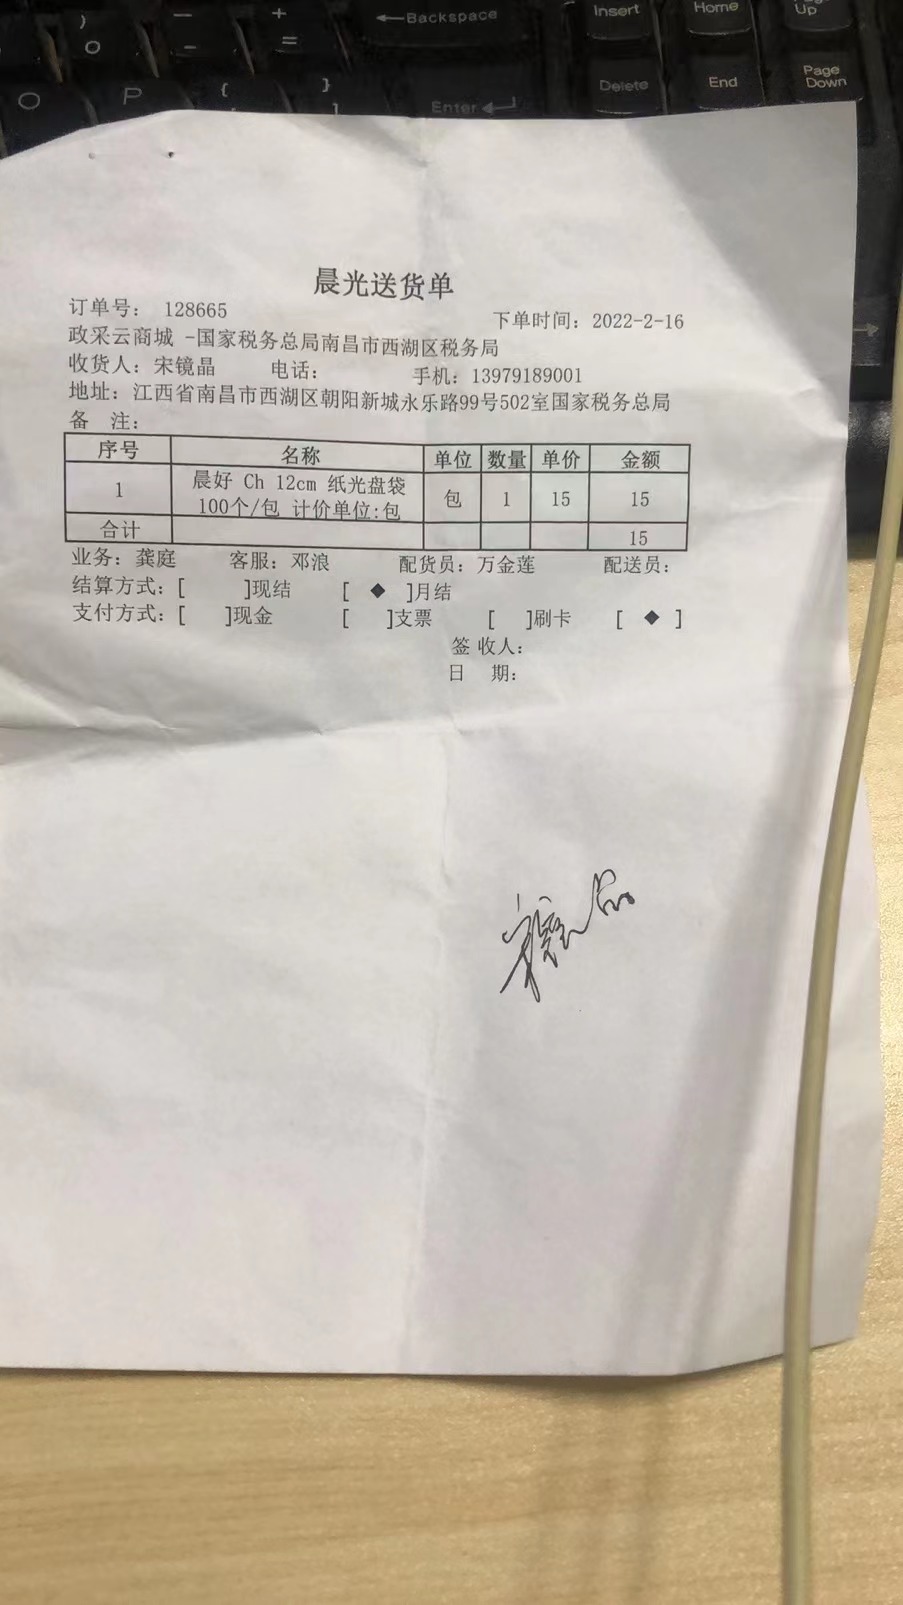 ) + Backspace Insert Home Up
0 - = Delete End Page Down
O P { } Enter
[ ]
晨光送货单
订单号： 128665 下单时间：2022-2-16
政采云商城 -国家税务总局南昌市西湖区税务局
收货人：宋镜晶 电话： 手机：13979189001
地址：江西省南昌市西湖区朝阳新城永乐路99号502室国家税务总局
备 注：
序号 名称 单位 数量 单价 金额
1 晨好 Ch 12cm 纸光盘袋 包 1 15 15
100个/包 计价单位:包
合计 15
业务：龚庭 客服：邓浪 配货员：万金莲 配送员：
结算方式：[ ]现结 [ ◆ ]月结
支付方式：[ ]现金 [ ]支票 [ ]刷卡 [ ◆ ]
签 收人：
日 期：